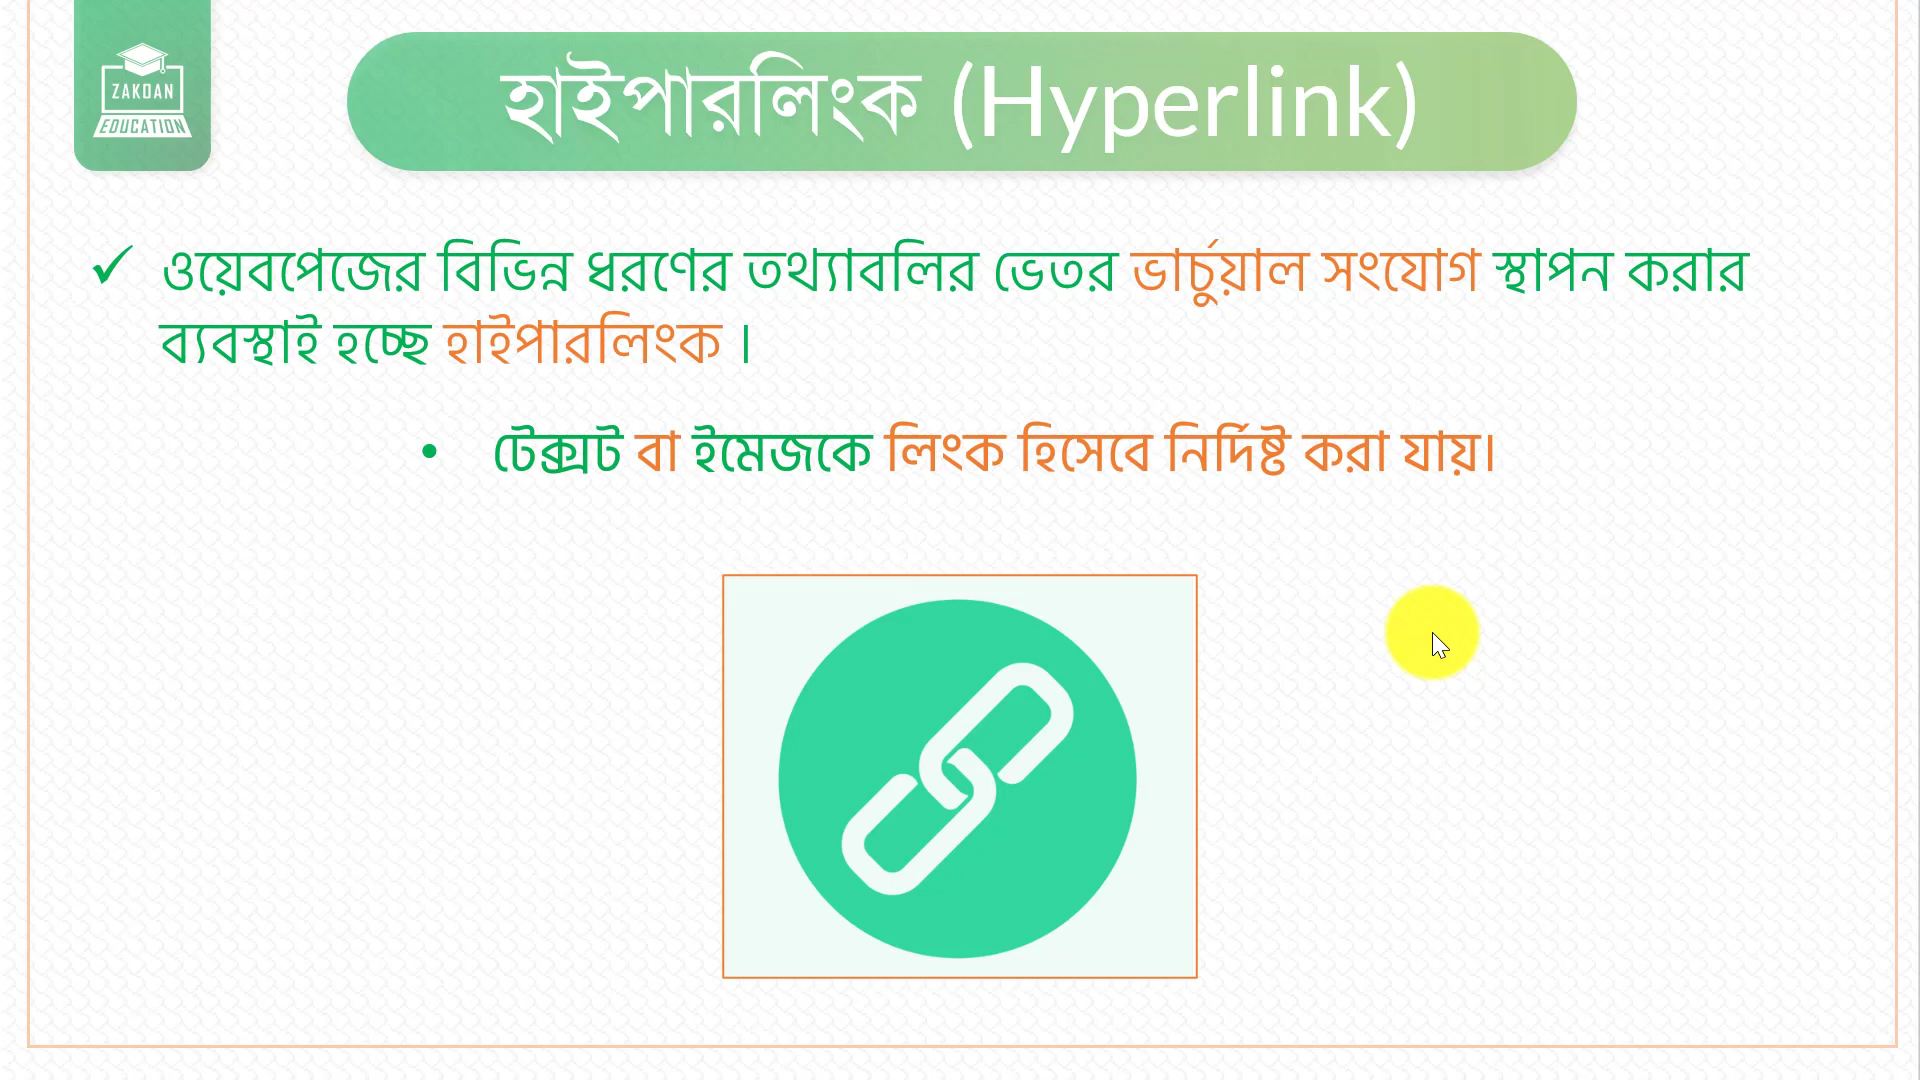 ZAKOAN
EDUCATION
হাইপারলিংক (Hyperlink)
ওয়েবপেজের বিভিন্ন ধরণের তথ্যাবলির ভেতর ভার্চুয়াল সংযোগ স্থাপন করার
ব্যবস্থাই হচ্ছে হাইপারলিংক ।
টেক্সট বা ইমেজকে লিংক হিসেবে নির্দিষ্ট করা যায়।